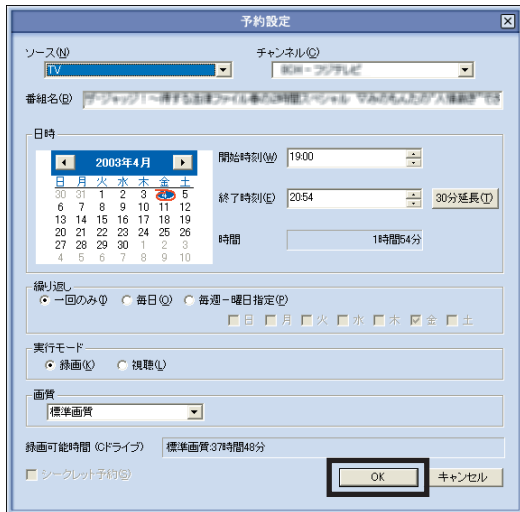 予約設定
ソース(N) チャンネル(C)
TV
番組名(B)
日時
2003年4月 開始時刻(W) 19:00
日 月 火 水 木 金 土
30 31 1 2 3 4 5
6 7 8 9 10 11 12
13 14 15 16 17 18 19
20 21 22 23 24 25 26
27 28 29 30 1 2 3
4 5 6 7 8 9 10
終了時刻(E) 20:54 30分延長(T)
時間 1時間54分
繰り返し
一回のみ(I) 毎日(Q) 毎週-曜日指定(P)
日 月 火 水 木 金 土
実行モード
録画(K) 視聴(L)
画質
標準画質
録画可能時間 (Cドライブ) 標準画質:37時間48分
シークレット予約(S)
OK キャンセル